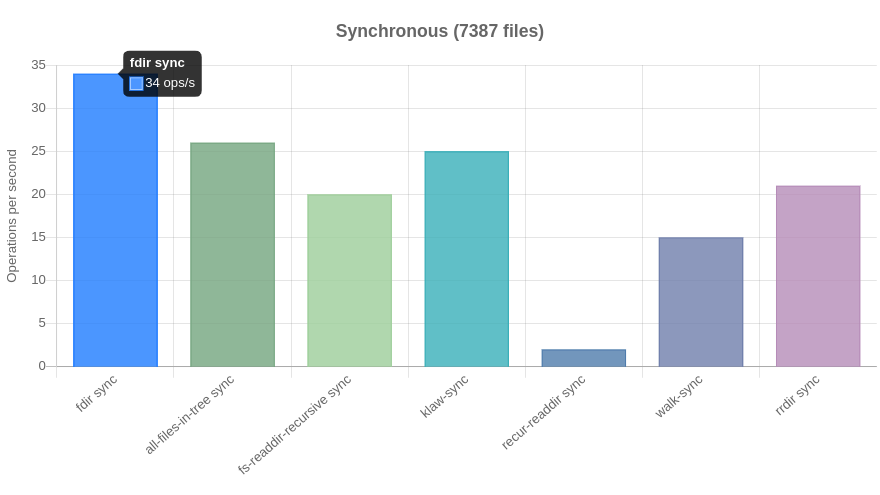 Synchronous (7387 files)
fdir sync
34 ops/s
Operations per second
35
30
25
20
15
10
5
0
fdir sync
all-files-in-tree sync
fs-readdir-recursive sync
klaw-sync
recur-readdir sync
walk-sync
rrdir sync